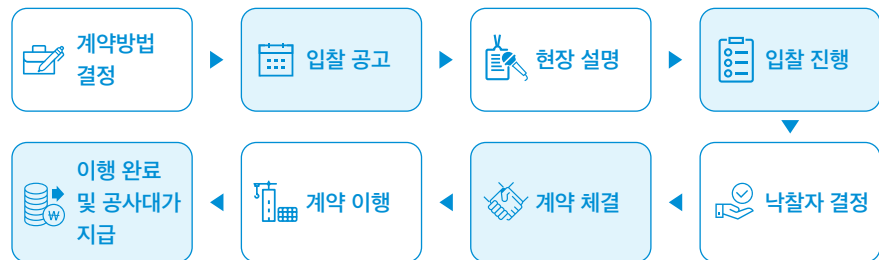 계약방법
결정
입찰 공고
현장 설명
입찰 진행
낙찰자 결정
계약 체결
계약 이행
이행 완료
및 공사대가
지급
₩